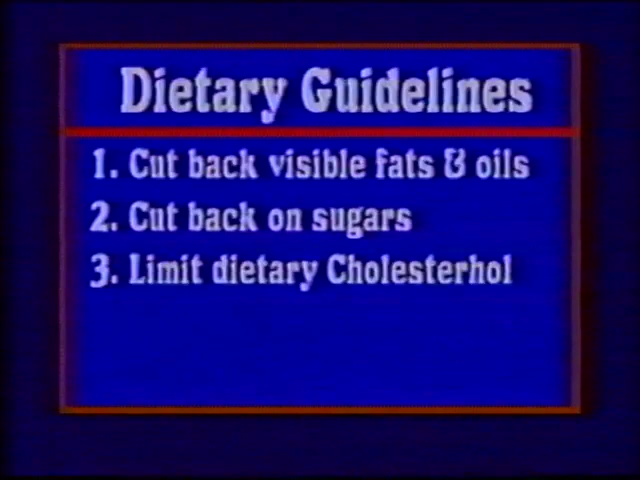 Dietary Guidelines
1. Cut back visible fats & oils
2. Cut back on sugars
3. Limit dietary Cholesterhol